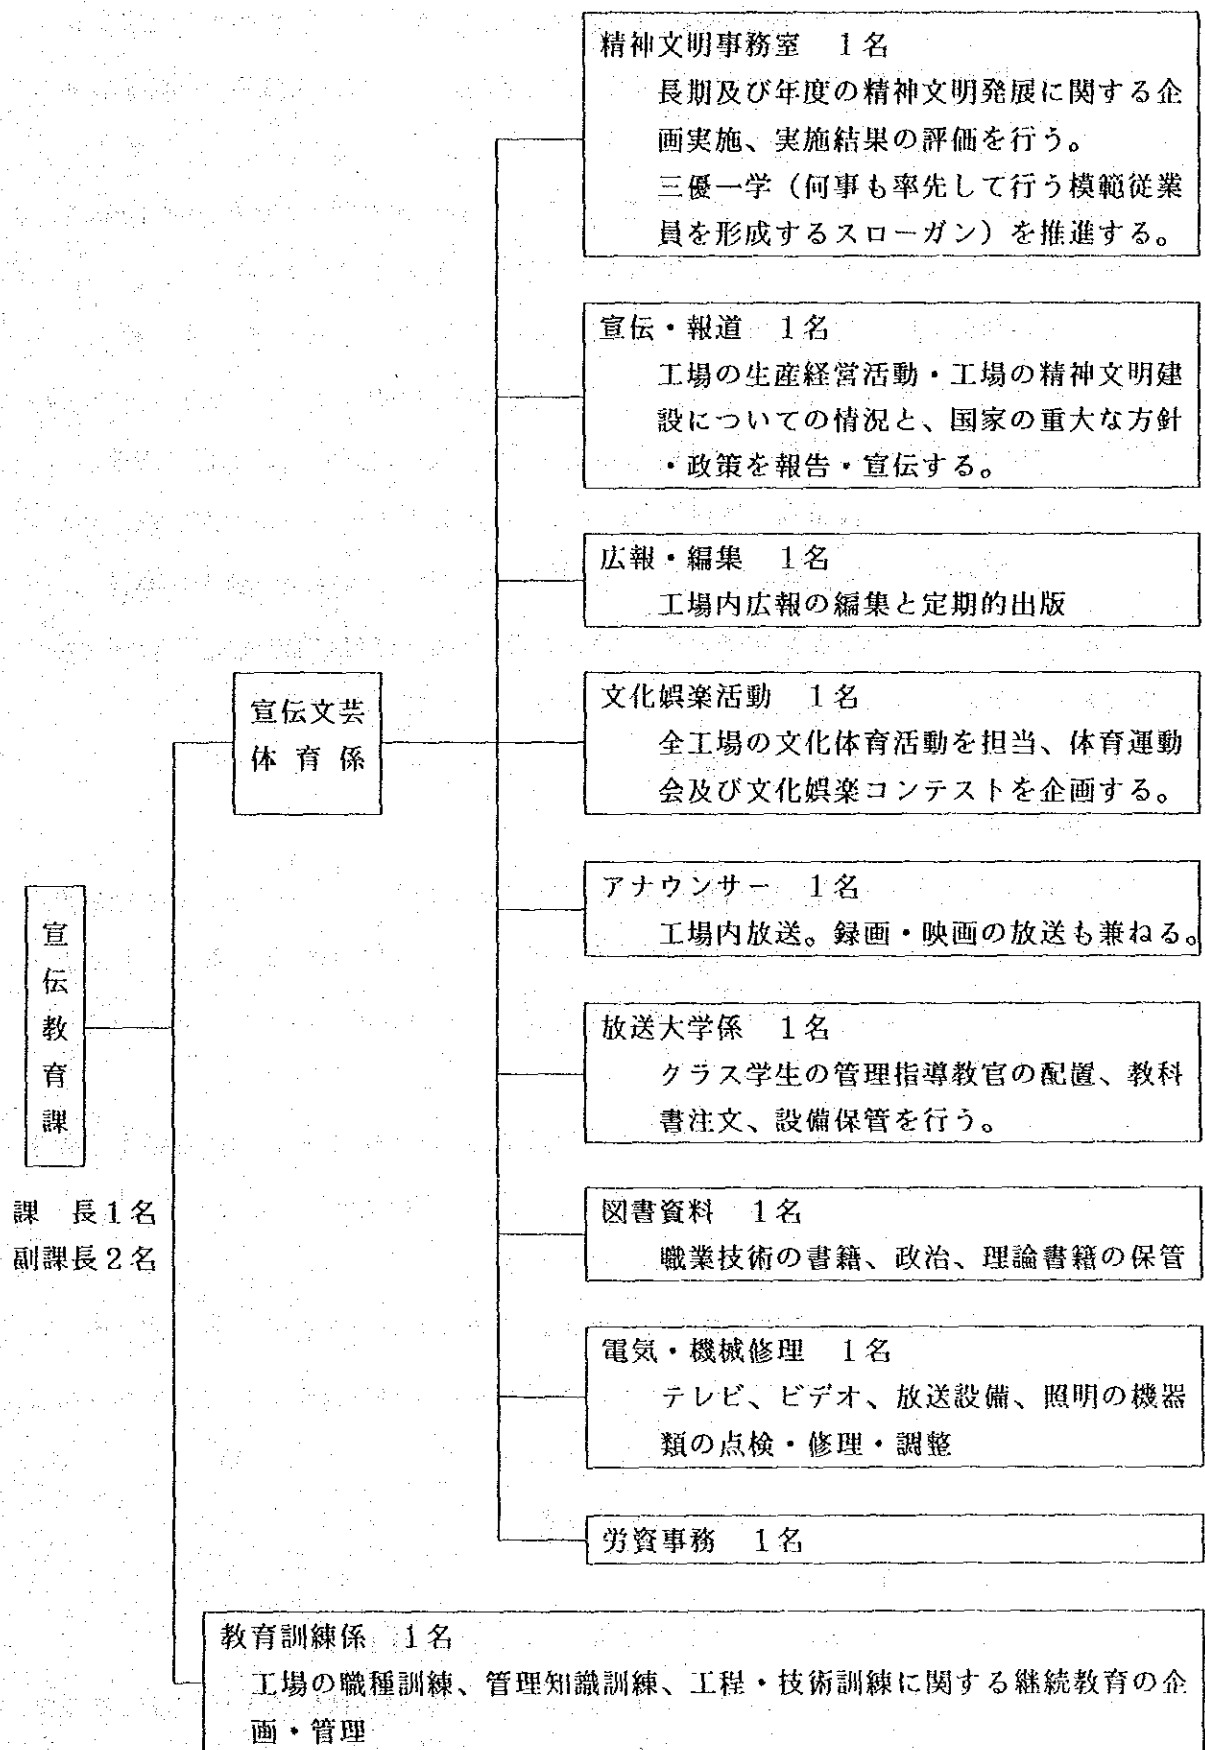 精神文明事務室 1名
長期及び年度の精神文明発展に関する企
画実施、実施結果の評価を行う。
三優一学（何事も率先して行う模範従業
員を形成するスローガン）を推進する。
宣伝・報道 1名
工場の生産経営活動・工場の精神文明建
設についての情況と、国家の重大な方針
・政策を報告・宣伝する。
広報・編集 1名
工場内広報の編集と定期的出版
宣伝文芸
体育係
文化娯楽活動 1名
全工場の文化体育活動を担当、体育運動
会及び文化娯楽コンテストを企画する。
アナウンサー 1名
工場内放送。録画・映画の放送も兼ねる。
宣伝教育課
課 長1名
副課長2名
放送大学係 1名
クラス学生の管理指導教官の配置、教科
書注文、設備保管を行う。
図書資料 1名
職業技術の書籍、政治、理論書籍の保管
電気・機械修理 1名
テレビ、ビデオ、放送設備、照明の機器
類の点検・修理・調整
労資事務 1名
教育訓練係 1名
工場の職種訓練、管理知識訓練、工程・技術訓練に関する継続教育の企
画・管理